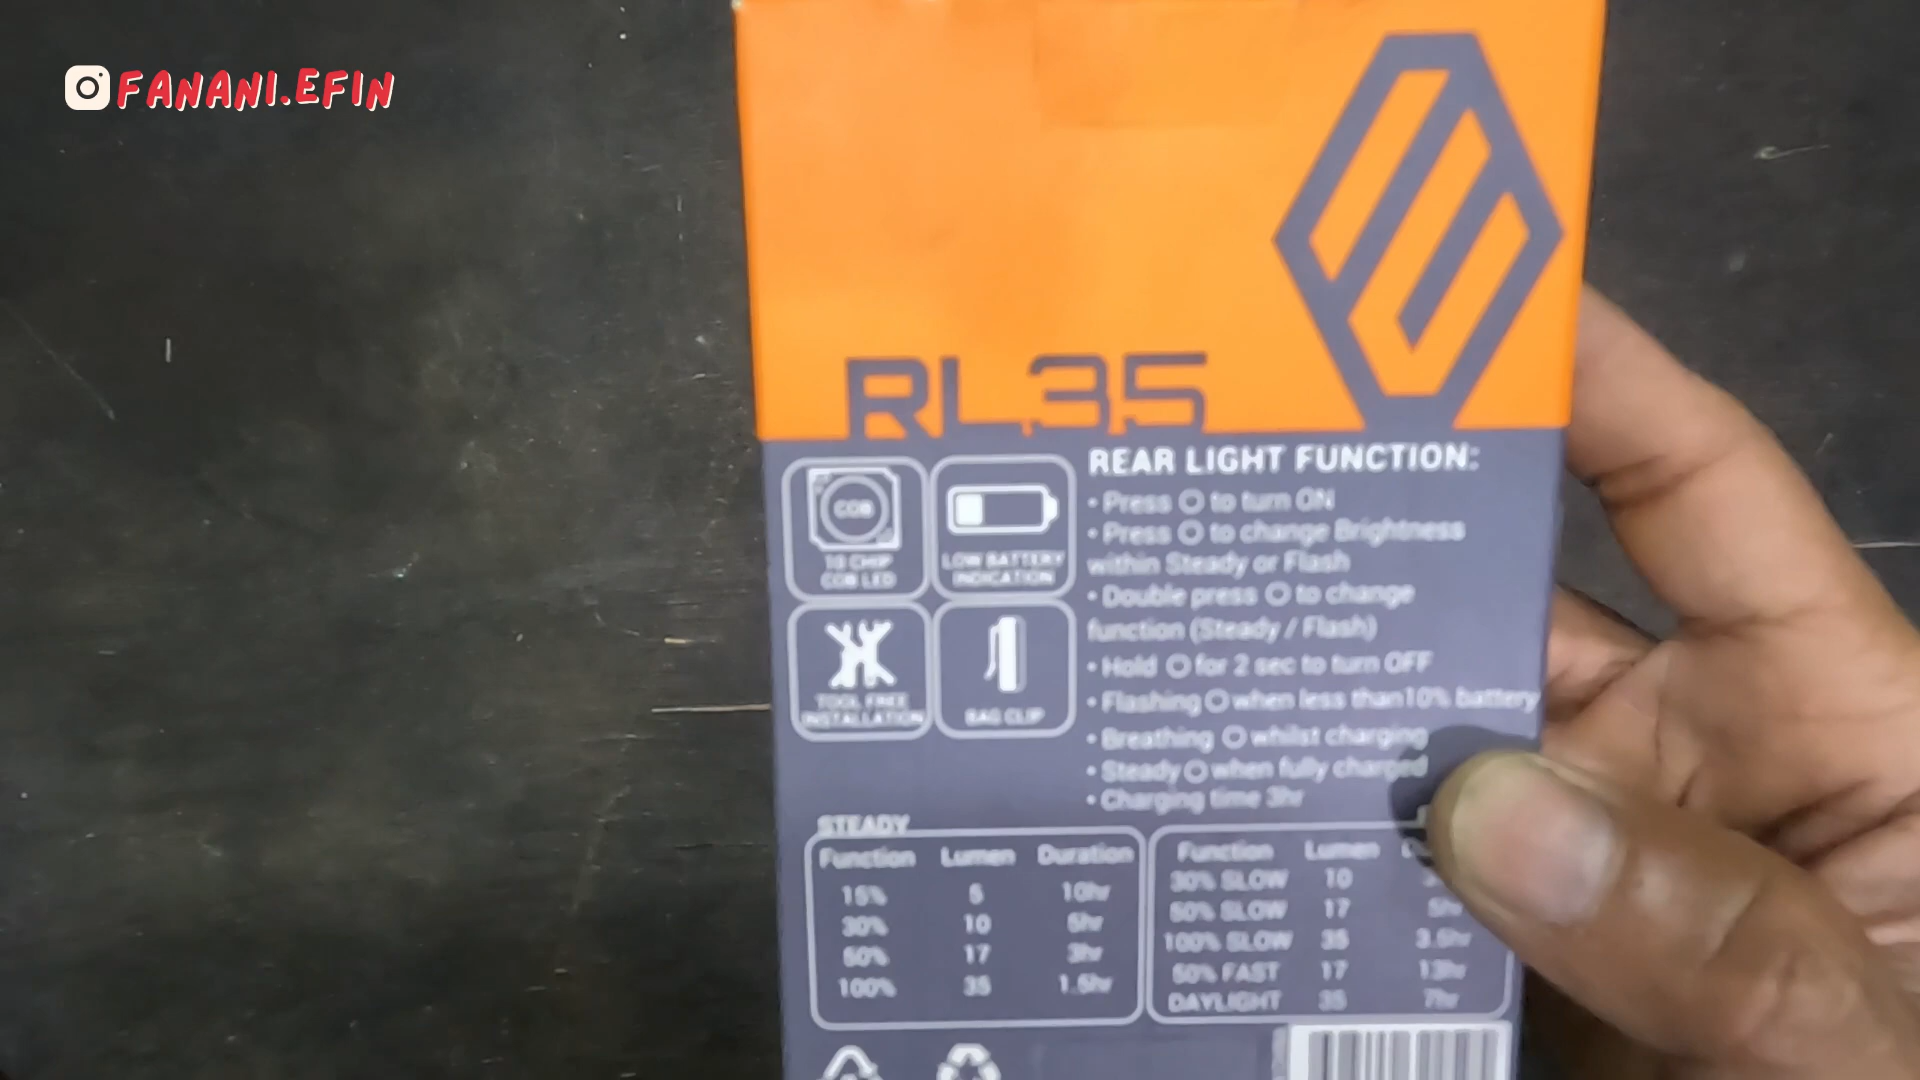 FANANI.EFIN
RL35
REAR LIGHT FUNCTION:
• Press O to turn ON
• Press O to change Brightness
within Steady or Flash
• Double press O to change
function (Steady / Flash)
• Hold O for 2 sec to turn OFF
• Flashing O when less than10% battery
• Breathing O whilst charging
• Steady O when fully charged
• Charging time 3hr
COB
CHIP
COB LED
LOW BATTERY
INDICATION
TOOL FREE
INSTALLATION
BAG CLIP
STEADY
Function Lumen Duration
15% 5 10hr
30% 10 5hr
50% 17 3hr
100% 35 1.5hr
Function Lumen
30% SLOW 10
50% SLOW 17 5hr
100% SLOW 35 3.5hr
50% FAST 17 13hr
DAYLIGHT 35 7hr